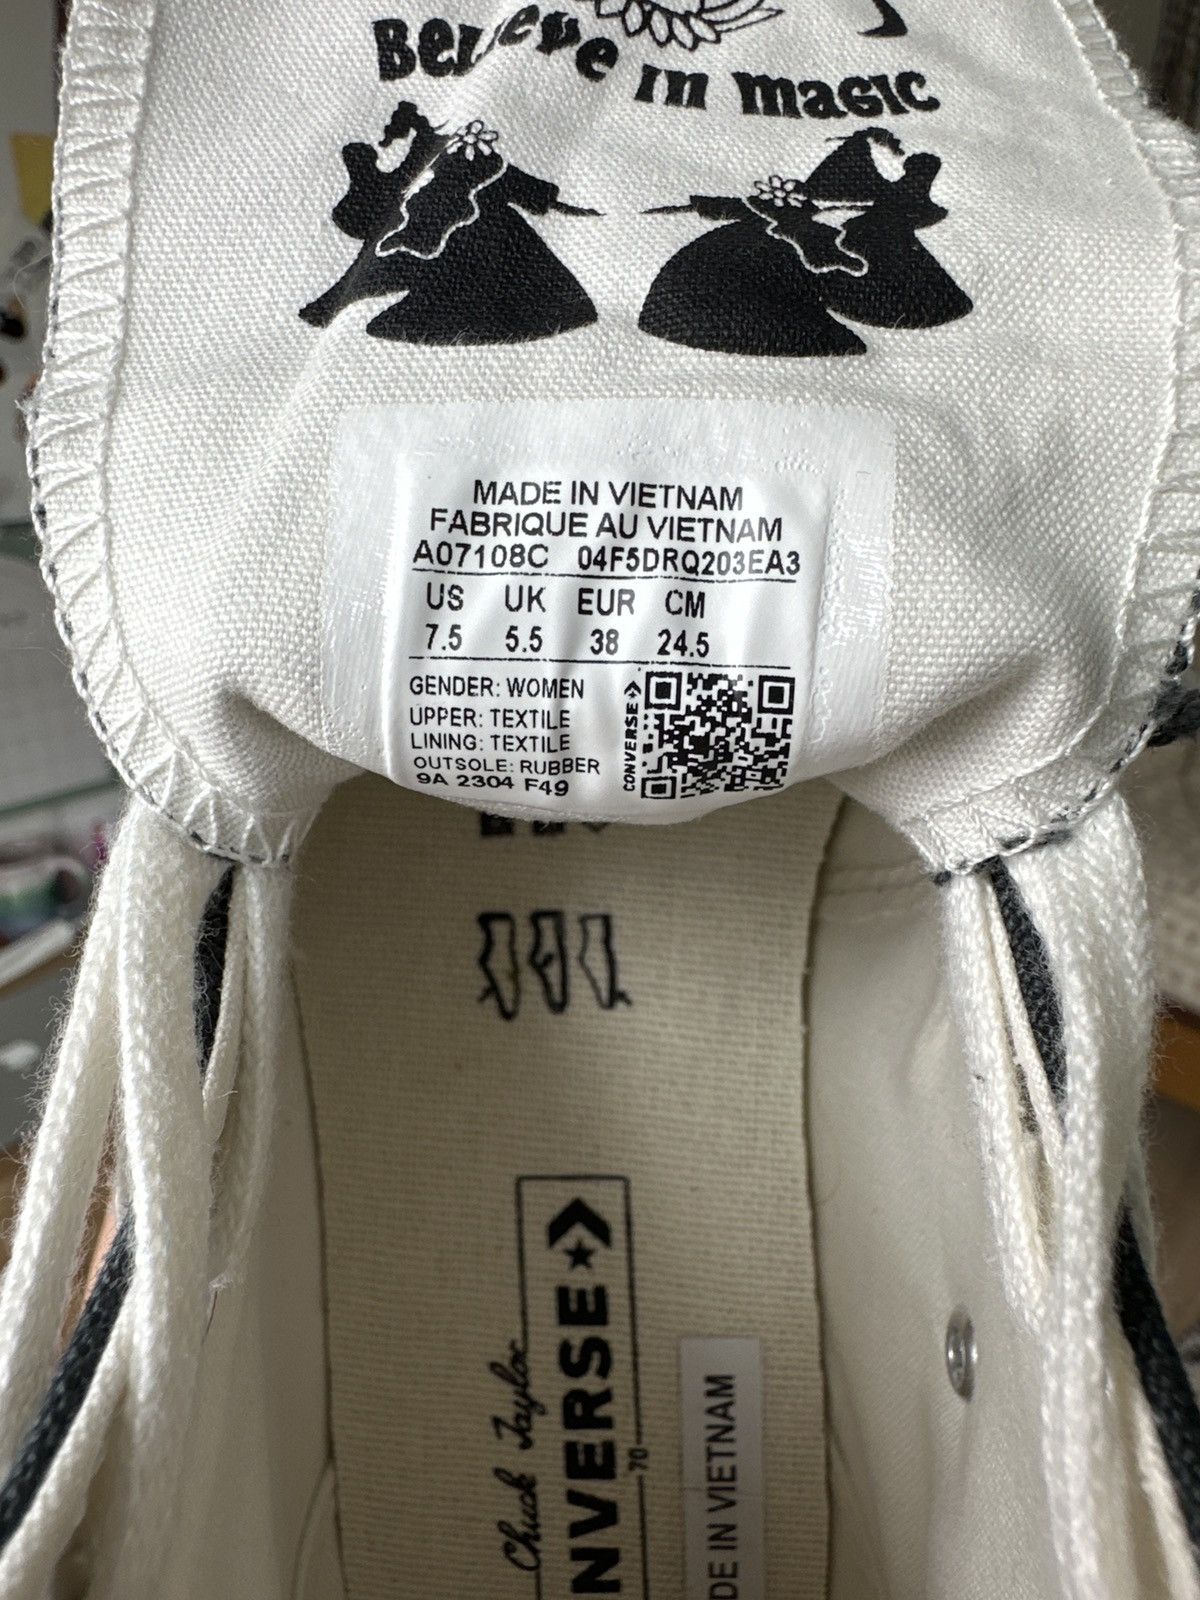 Believe in magic
MADE IN VIETNAM
FABRIQUE AU VIETNAM
A07108C 04F5DRQ203EA3
US UK EUR CM
7.5 5.5 38 24.5
GENDER: WOMEN
UPPER: TEXTILE
LINING: TEXTILE
OUTSOLE: RUBBER
9A 2304 F49
CONVERSE
Chuck Taylor
NVERSE
70
DE IN VIETNAM